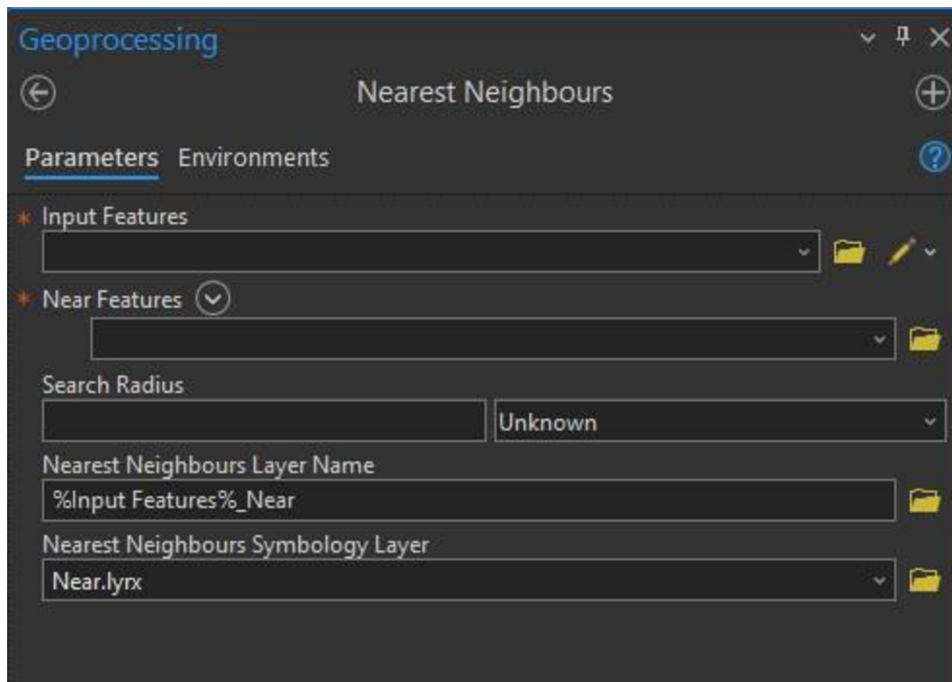 Geoprocessing
Nearest Neighbours
Parameters Environments
* Input Features
* Near Features
Search Radius
Unknown
Nearest Neighbours Layer Name
%Input Features%_Near
Nearest Neighbours Symbology Layer
Near.lyrx